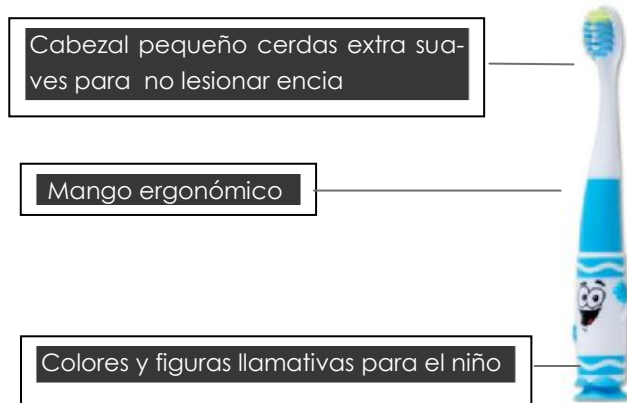 Cabezal pequeño cerdas extra sua-
ves para no lesionar encia
Mango ergonómico
Colores y figuras llamativas para el niño